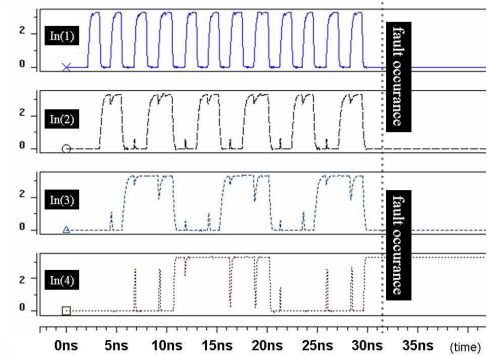 In(1)
2
0
fault occurance
In(2)
2
0
In(3)
2
0
fault occurance
In(4)
2
0
0ns 5ns 10ns 15ns 20ns 25ns 30ns 35ns (time)